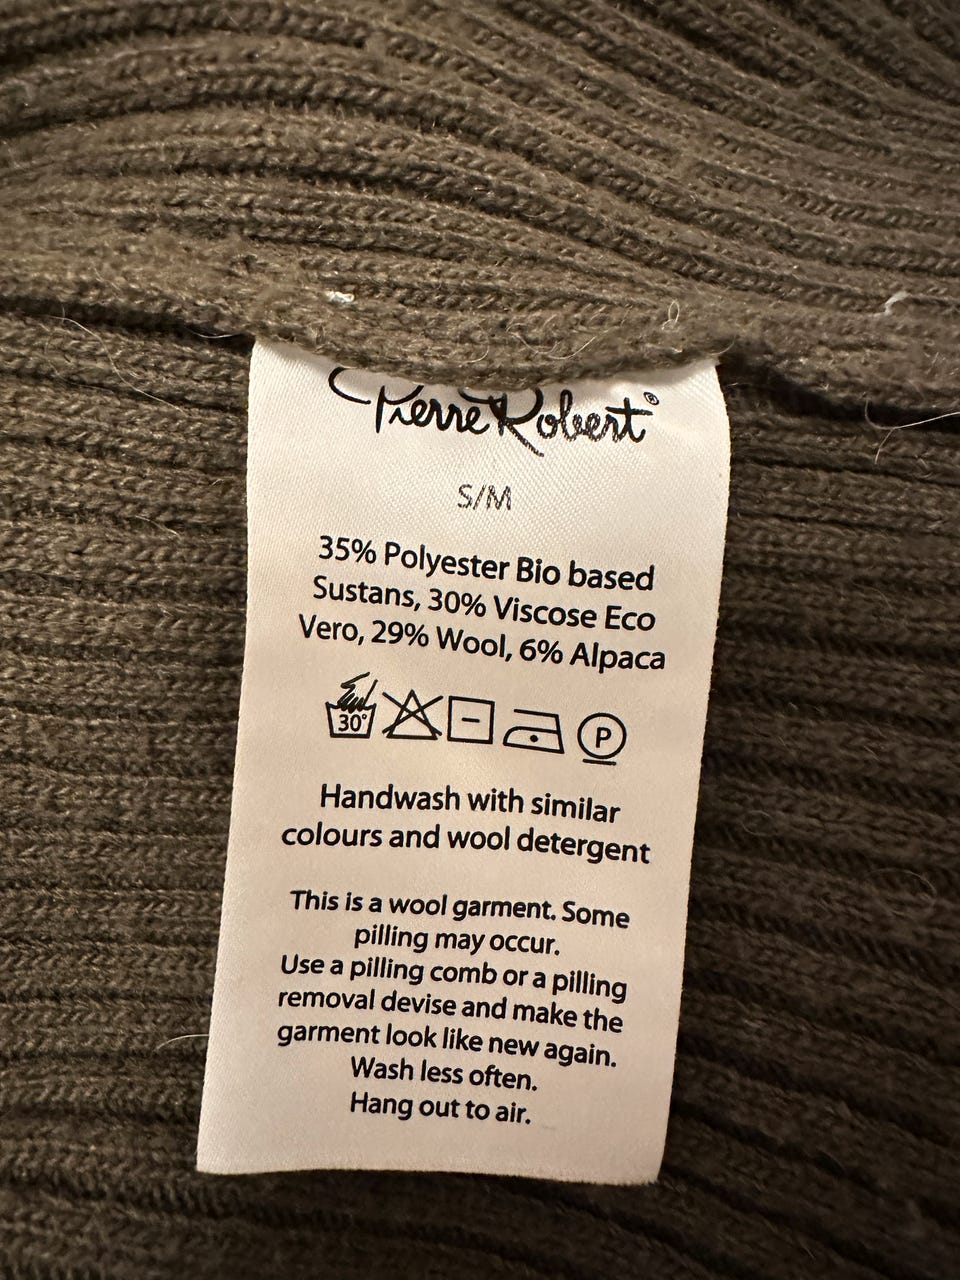 Pierre Robert®
S/M
35% Polyester Bio based
Sustans, 30% Viscose Eco
Vero, 29% Wool, 6% Alpaca
30° P
Handwash with similar
colours and wool detergent
This is a wool garment. Some
pilling may occur.
Use a pilling comb or a pilling
removal devise and make the
garment look like new again.
Wash less often.
Hang out to air.